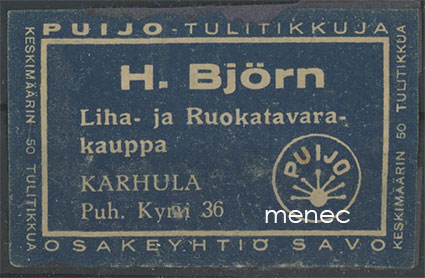 PUIJO-TULITIKKUJA
KESKIMÄÄRIN 50 TULITIKKUA
H. Björn
Liha- ja Ruokatavara-
kauppa
KARHULA
Puh. Kymi 36
PUIJO
menec
KESKIMÄÄRIN 50 TULITIKKUA
OSAKEYHTIÖ SAVO